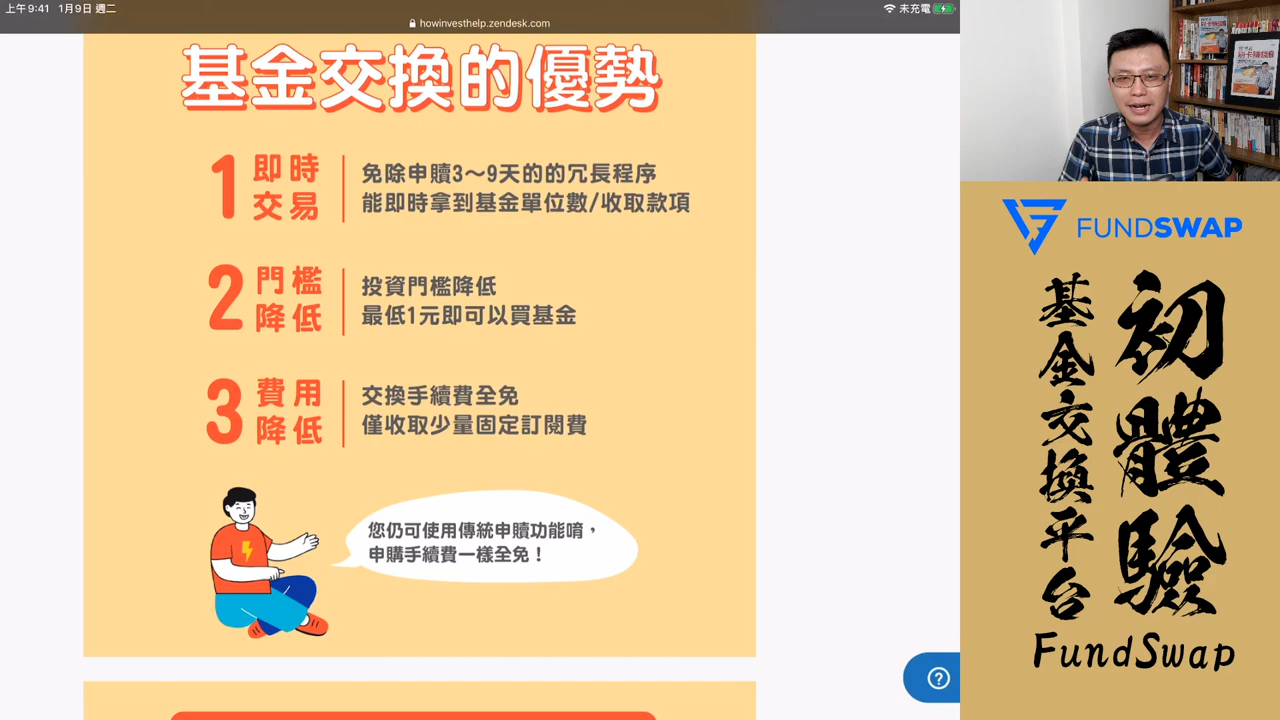 上午9:41 1月9日 週二
howinvesthelp.zendesk.com
未充電
基金交換的優勢
1 即時交易
免除申贖3～9天的的冗長程序
能即時拿到基金單位數/收取款項
2 門檻降低
投資門檻降低
最低1元即可以買基金
3 費用降低
交換手續費全免
僅收取少量固定訂閱費
您仍可使用傳統申贖功能唷，
申購手續費一樣全免！
FUNDSWAP
初體驗
基金交換平台
FundSwap